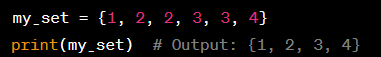 my_set = {1, 2, 2, 3, 3, 4}
print(my_set)  # Output: {1, 2, 3, 4}